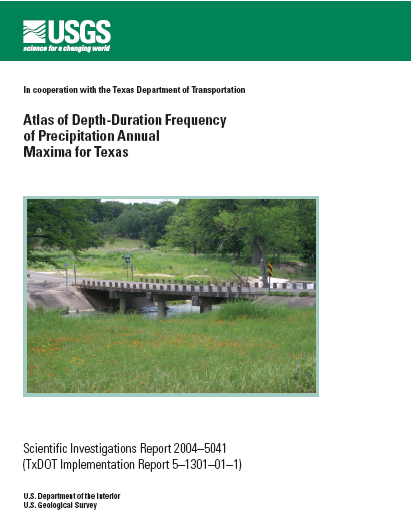 USGS
science for a changing world
In cooperation with the Texas Department of Transportation
Atlas of Depth-Duration Frequency
of Precipitation Annual
Maxima for Texas
Scientific Investigations Report 2004–5041
(TxDOT Implementation Report 5–1301–01–1)
U.S. Department of the Interior
U.S. Geological Survey